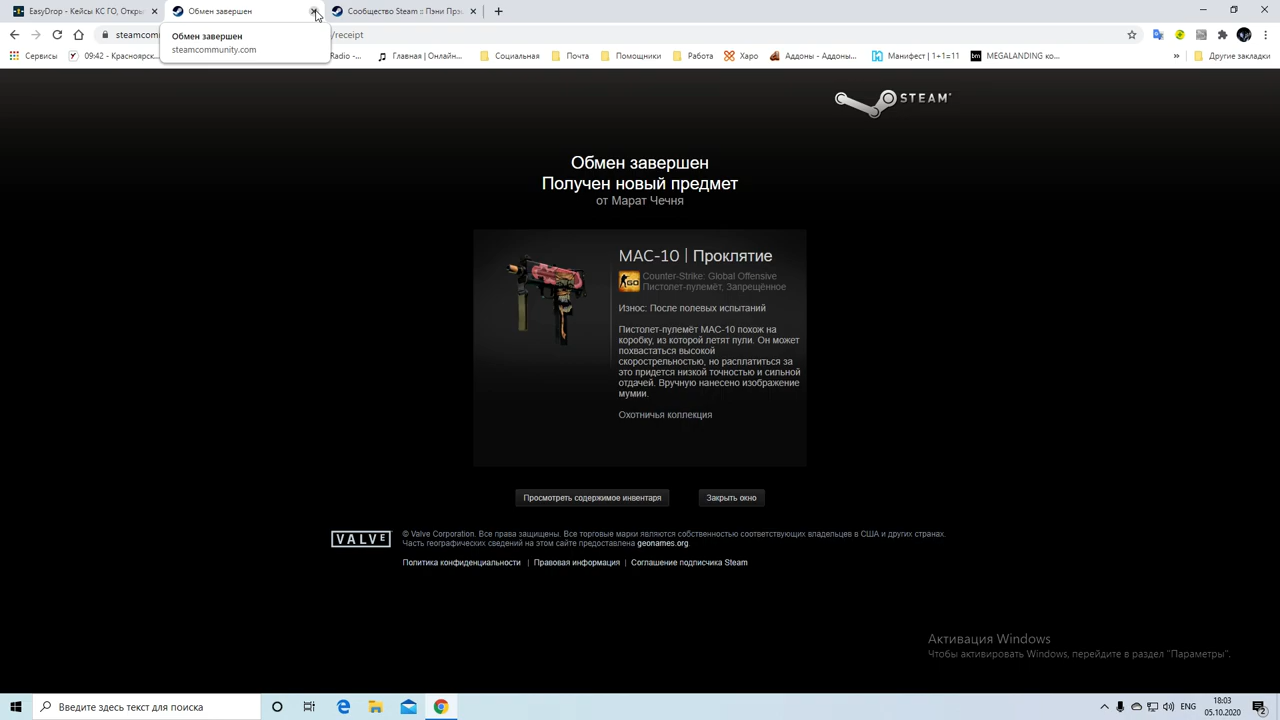 EasyDrop - Кейсы КС ГО, Откры
Обмен завершен
Сообщество Steam :: Пэни Прэ
steamcom
/receipt
Обмен завершен
steamcommunity.com
Сервисы
09:42 - Красноярск...
Radio -...
Главная | Онлайн...
Социальная
Почта
Помощники
Работа
Харо
Аддоны - Аддоны...
Манифест | 1+1=11
MEGALANDING ко...
Другие закладки
STEAM
Обмен завершен
Получен новый предмет
от Марат Чечня
MAC-10 | Проклятие
Counter-Strike: Global Offensive
Пистолет-пулемёт, Запрещённое
Износ: После полевых испытаний
Пистолет-пулемёт MAC-10 похож на
коробку, из которой летят пули. Он может
похвастаться высокой
скорострельностью, но расплатиться за
это придется низкой точностью и сильной
отдачей. Вручную нанесено изображение
мумии.
Охотничья коллекция
Просмотреть содержимое инвентаря
Закрыть окно
VALVE
© Valve Corporation. Все права защищены. Все торговые марки являются собственностью соответствующих владельцев в США и других странах.
Часть географических сведений на этом сайте предоставлена geonames.org.
Политика конфиденциальности | Правовая информация | Соглашение подписчика Steam
Активация Windows
Чтобы активировать Windows, перейдите в раздел "Параметры".
Введите здесь текст для поиска
ENG
18:03
05.10.2020
2